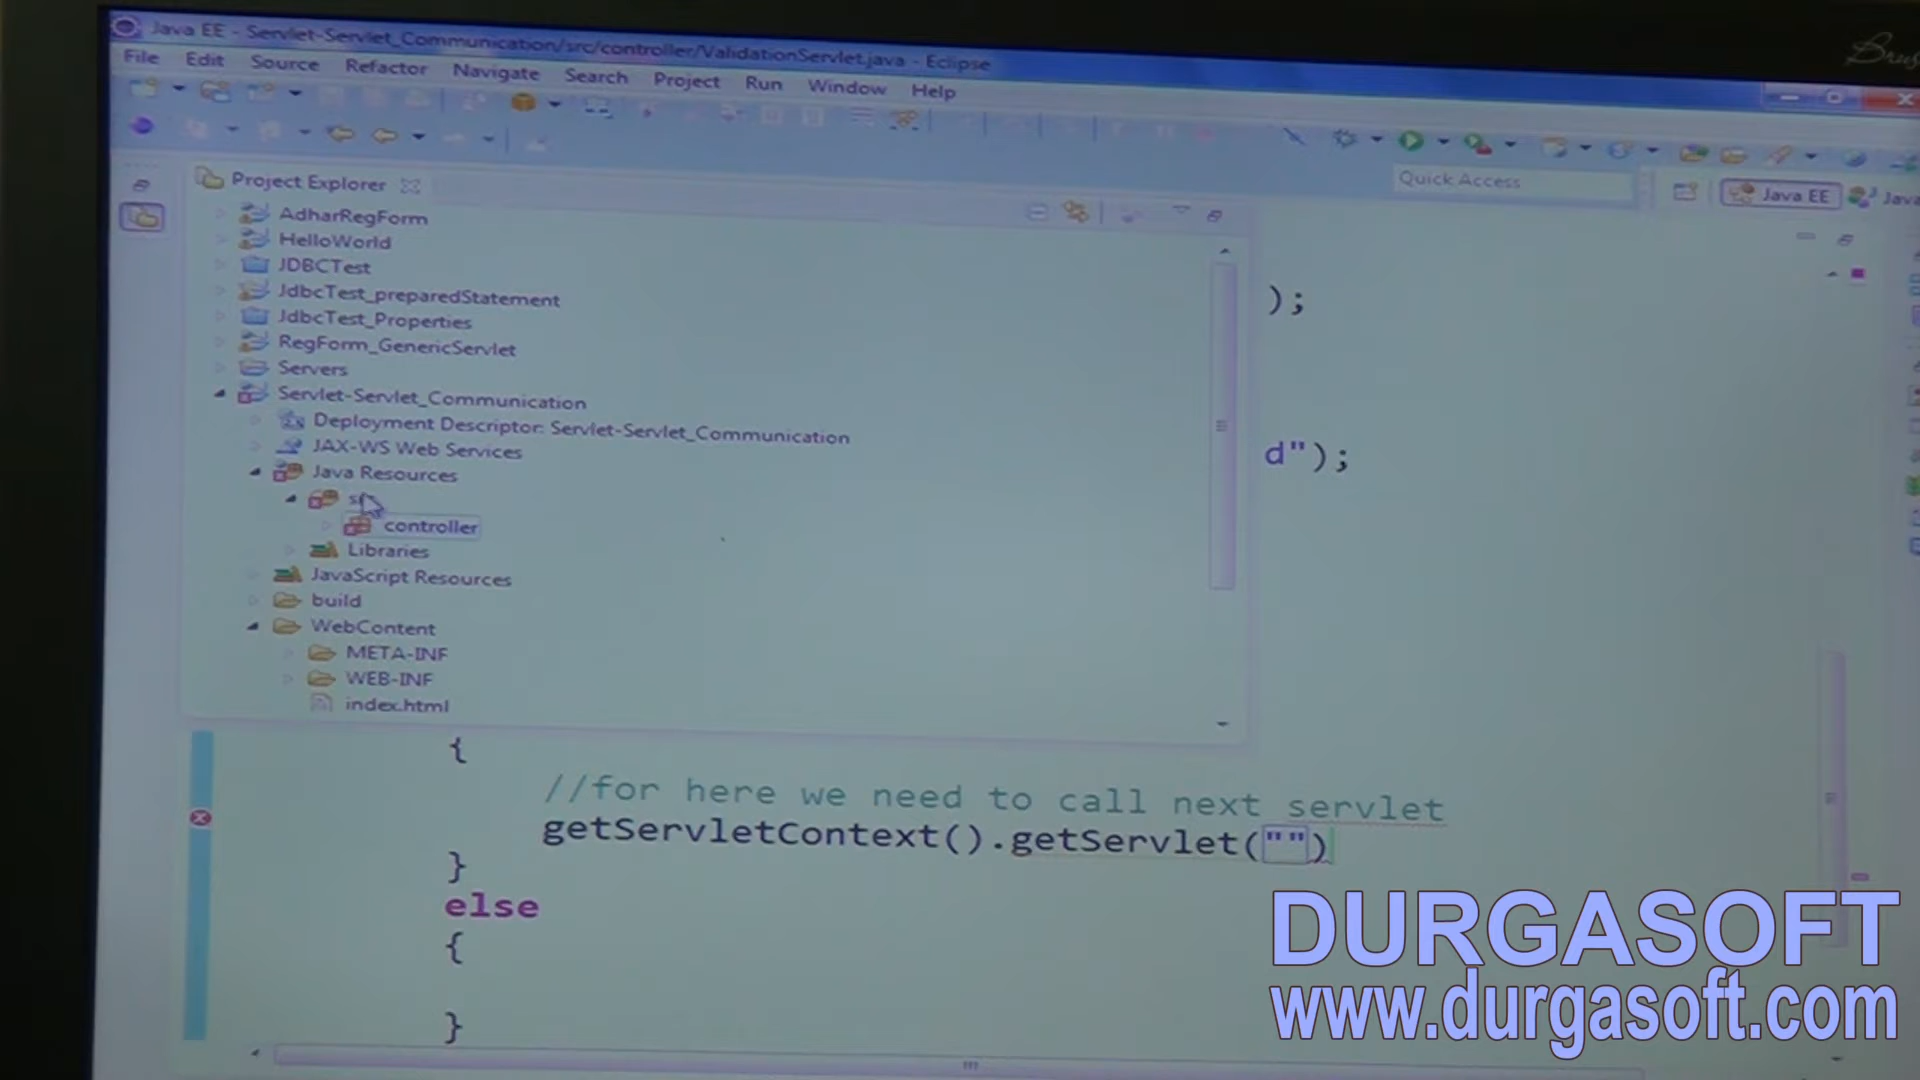 Java EE - Servlet-Servlet_Communication/src/controller/ValidationServlet.java - Eclipse
File Edit Source Refactor Navigate Search Project Run Window Help
Quick Access
Java EE
Java
Project Explorer
AdharRegForm
HelloWorld
JDBCTest
JdbcTest_preparedStatement
JdbcTest_Properties
RegForm_GenericServlet
Servers
Servlet-Servlet_Communication
Deployment Descriptor: Servlet-Servlet_Communication
JAX-WS Web Services
Java Resources
controller
Libraries
JavaScript Resources
build
WebContent
META-INF
WEB-INF
index.html
);
d");
{
//for here we need to call next servlet
getServletContext().getServlet("")
}
else
{
}
DURGASOFT
www.durgasoft.com